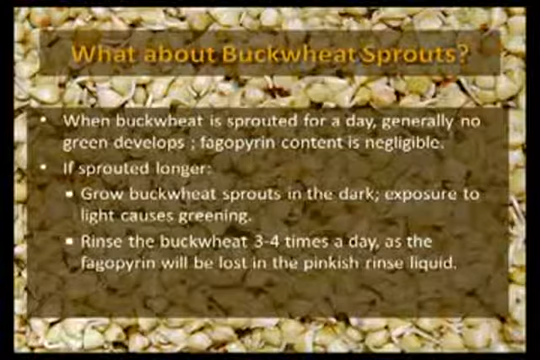 What about Buckwheat Sprouts?
• When buckwheat is sprouted for a day, generally no
green develops ; fagopyrin content is negligible.
• If sprouted longer:
▪ Grow buckwheat sprouts in the dark; exposure to
light causes greening.
▪ Rinse the buckwheat 3-4 times a day, as the
fagopyrin will be lost in the pinkish rinse liquid.